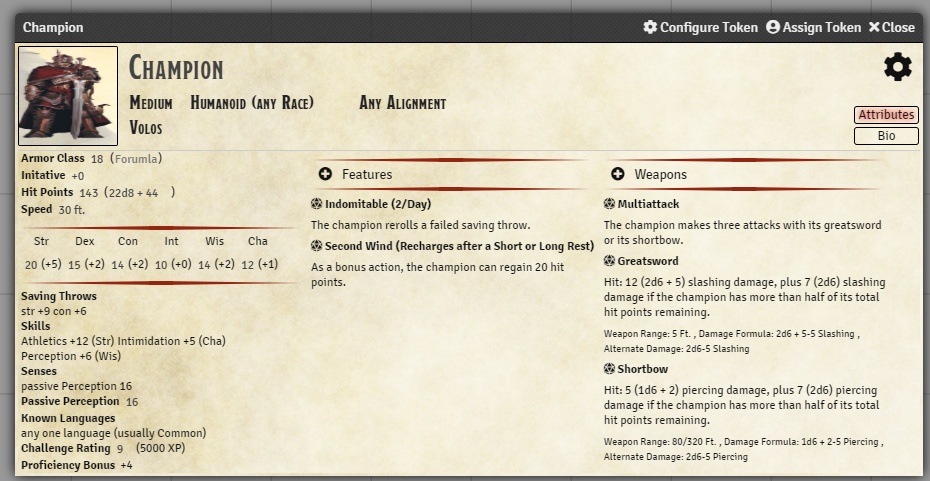 Champion
Configure Token
Assign Token
Close
Champion
Medium Humanoid (any Race) Any Alignment
Volos
Attributes
Bio
Armor Class 18 (Forumla)
Initative +0
Hit Points 143 (22d8 + 44 )
Speed 30 ft.
Str Dex Con Int Wis Cha
20 (+5) 15 (+2) 14 (+2) 10 (+0) 14 (+2) 12 (+1)
Saving Throws
str +9 con +6
Skills
Athletics +12 (Str) Intimidation +5 (Cha)
Perception +6 (Wis)
Senses
passive Perception 16
Passive Perception 16
Known Languages
any one language (usually Common)
Challenge Rating 9 (5000 XP)
Proficiency Bonus +4
Features
Indomitable (2/Day)
The champion rerolls a failed saving throw.
Second Wind (Recharges after a Short or Long Rest)
As a bonus action, the champion can regain 20 hit
points.
Weapons
Multiattack
The champion makes three attacks with its greatsword
or its shortbow.
Greatsword
Hit: 12 (2d6 + 5) slashing damage, plus 7 (2d6) slashing
damage if the champion has more than half of its total
hit points remaining.
Weapon Range: 5 Ft. , Damage Formula: 2d6 + 5-5 Slashing ,
Alternate Damage: 2d6-5 Slashing
Shortbow
Hit: 5 (1d6 + 2) piercing damage, plus 7 (2d6) piercing
damage if the champion has more than half of its total
hit points remaining.
Weapon Range: 80/320 Ft. , Damage Formula: 1d6 + 2-5 Piercing ,
Alternate Damage: 2d6-5 Piercing